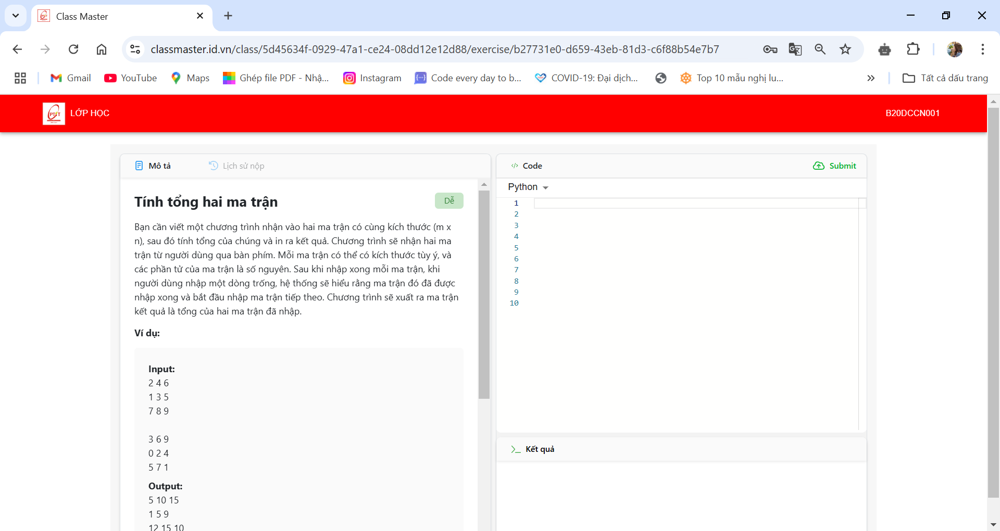 Class Master
classmaster.id.vn/class/5d45634f-0929-47a1-ce24-08dd12e12d88/exercise/b27731e0-d659-43eb-81d3-c6f88b54e7b7
Gmail
YouTube
Maps
Ghép file PDF - Nhậ...
Instagram
Code every day to b...
COVID-19: Đại dịch...
Top 10 mẫu nghị lu...
Tất cả dấu trang
PTIT
LỚP HỌC
B20DCCN001
Mô tả
Lịch sử nộp
Tính tổng hai ma trận
Dễ
Bạn cần viết một chương trình nhận vào hai ma trận có cùng kích thước (m x
n), sau đó tính tổng của chúng và in ra kết quả. Chương trình sẽ nhận hai ma
trận từ người dùng qua bàn phím. Mỗi ma trận có thể có kích thước tùy ý, và
các phần tử của ma trận là số nguyên. Sau khi nhập xong mỗi ma trận, khi
người dùng nhập một dòng trống, hệ thống sẽ hiểu rằng ma trận đó đã được
nhập xong và bắt đầu nhập ma trận tiếp theo. Chương trình sẽ xuất ra ma trận
kết quả là tổng của hai ma trận đã nhập.
Ví dụ:
Input:
2 4 6
1 3 5
7 8 9
3 6 9
0 2 4
5 7 1
Output:
5 10 15
1 5 9
12 15 10
</> Code
Submit
Python
1
2
3
4
5
6
7
8
9
10
Kết quả